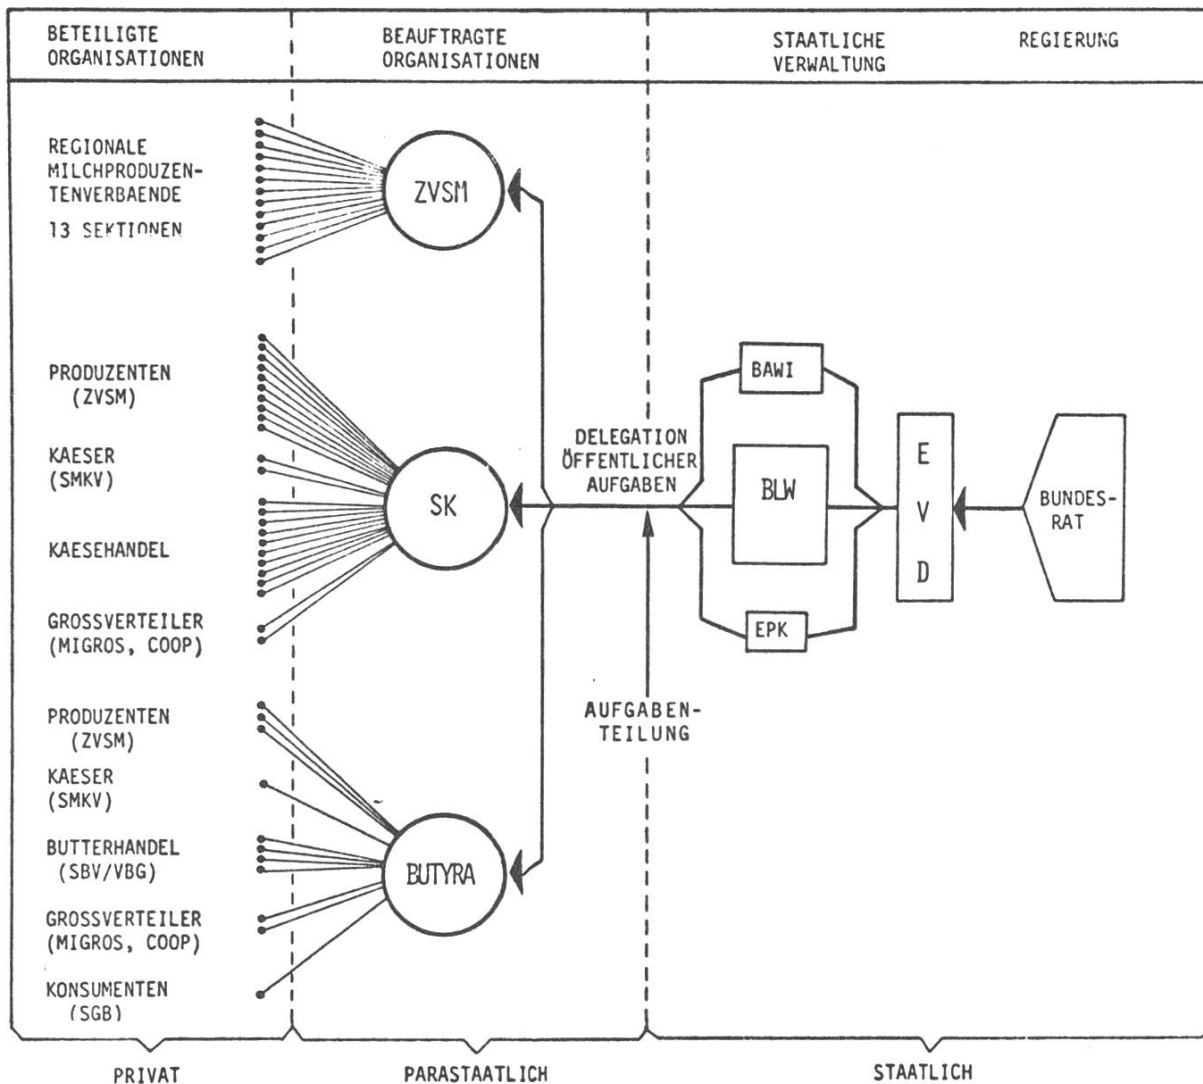 BETEILIGTE
ORGANISATIONEN
BEAUFTRAGTE
ORGANISATIONEN
STAATLICHE
VERWALTUNG
REGIERUNG
REGIONALE
MILCHPRODUZEN-
TENVERBAENDE
13 SEKTIONEN
ZVSM
PRODUZENTEN
(ZVSM)
KAESER
(SMKV)
KAESEHANDEL
GROSSVERTEILER
(MIGROS, COOP)
SK
DELEGATION
ÖFFENTLICHER
AUFGABEN
BAWI
BLW
EPK
E
V
D
BUNDES-
RAT
AUFGABEN-
TEILUNG
PRODUZENTEN
(ZVSM)
KAESER
(SMKV)
BUTTERHANDEL
(SBV/VBG)
GROSSVERTEILER
(MIGROS, COOP)
KONSUMENTEN
(SGB)
BUTYRA
PRIVAT
PARASTAATLICH
STAATLICH